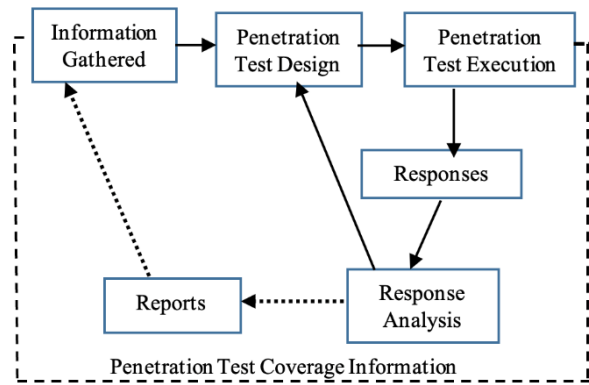 Information
Gathered
Penetration
Test Design
Penetration
Test Execution
Responses
Reports
Response
Analysis
Penetration Test Coverage Information